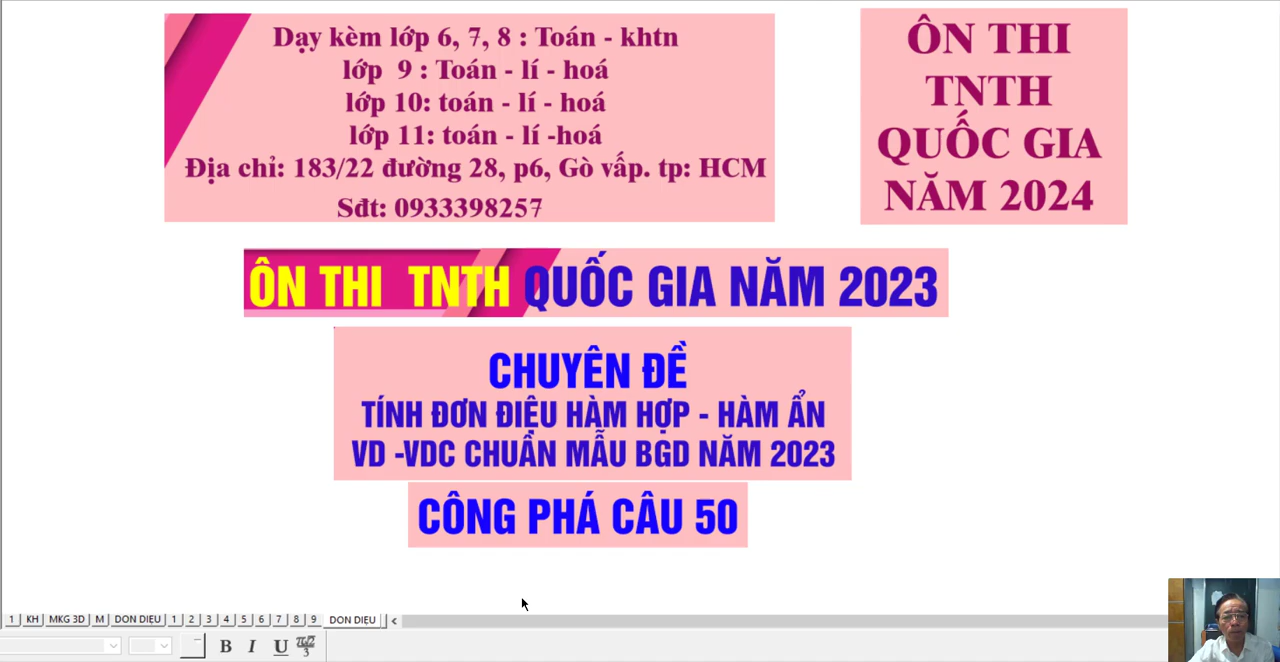 Dạy kèm lớp 6, 7, 8 : Toán - khtn
lớp 9 : Toán - lí - hoá
lớp 10: toán - lí - hoá
lớp 11: toán - lí -hoá
Địa chỉ: 183/22 đường 28, p6, Gò vấp. tp: HCM
Sđt: 0933398257
ÔN THI
TNTH
QUỐC GIA
NĂM 2024
ÔN THI TNTH QUỐC GIA NĂM 2023
CHUYÊN ĐỀ
TÍNH ĐƠN ĐIỆU HÀM HỢP - HÀM ẨN
VD -VDC CHUẨN MẪU BGD NĂM 2023
CÔNG PHÁ CÂU 50
1 KH MKG 3D M DON DIEU 1 2 3 4 5 6 7 8 9 DON DIEU <
B I U